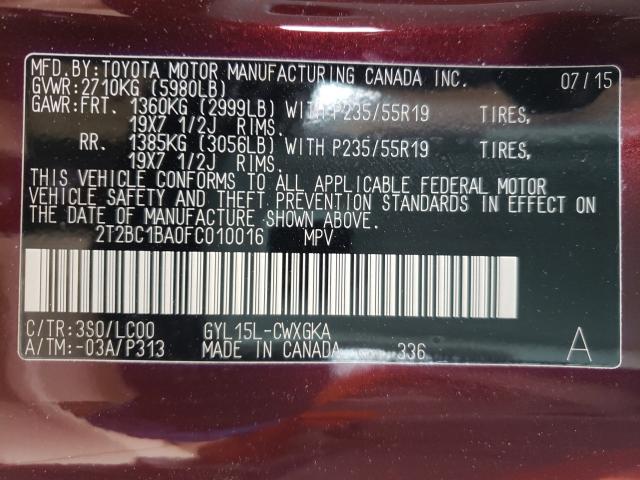 MFD.BY:TOYOTA MOTOR MANUFACTURING CANADA INC. 07/15
GVWR:2710KG (5980LB)
GAWR:FRT. 1360KG (2999LB) WITH P235/55R19 TIRES,
19X7 1/2J RIMS.
RR. 1385KG (3056LB) WITH P235/55R19 TIRES,
19X7 1/2J RIMS.
THIS VEHICLE CONFORMS TO ALL APPLICABLE FEDERAL MOTOR
VEHICLE SAFETY AND THEFT PREVENTION STANDARDS IN EFFECT ON
THE DATE OF MANUFACTURE SHOWN ABOVE.
2T2BC1BA0FC010016 MPV
C/TR:3S0/LC00 GYL15L-CWXGKA
A/TM:-03A/P313 MADE IN CANADA 336 A